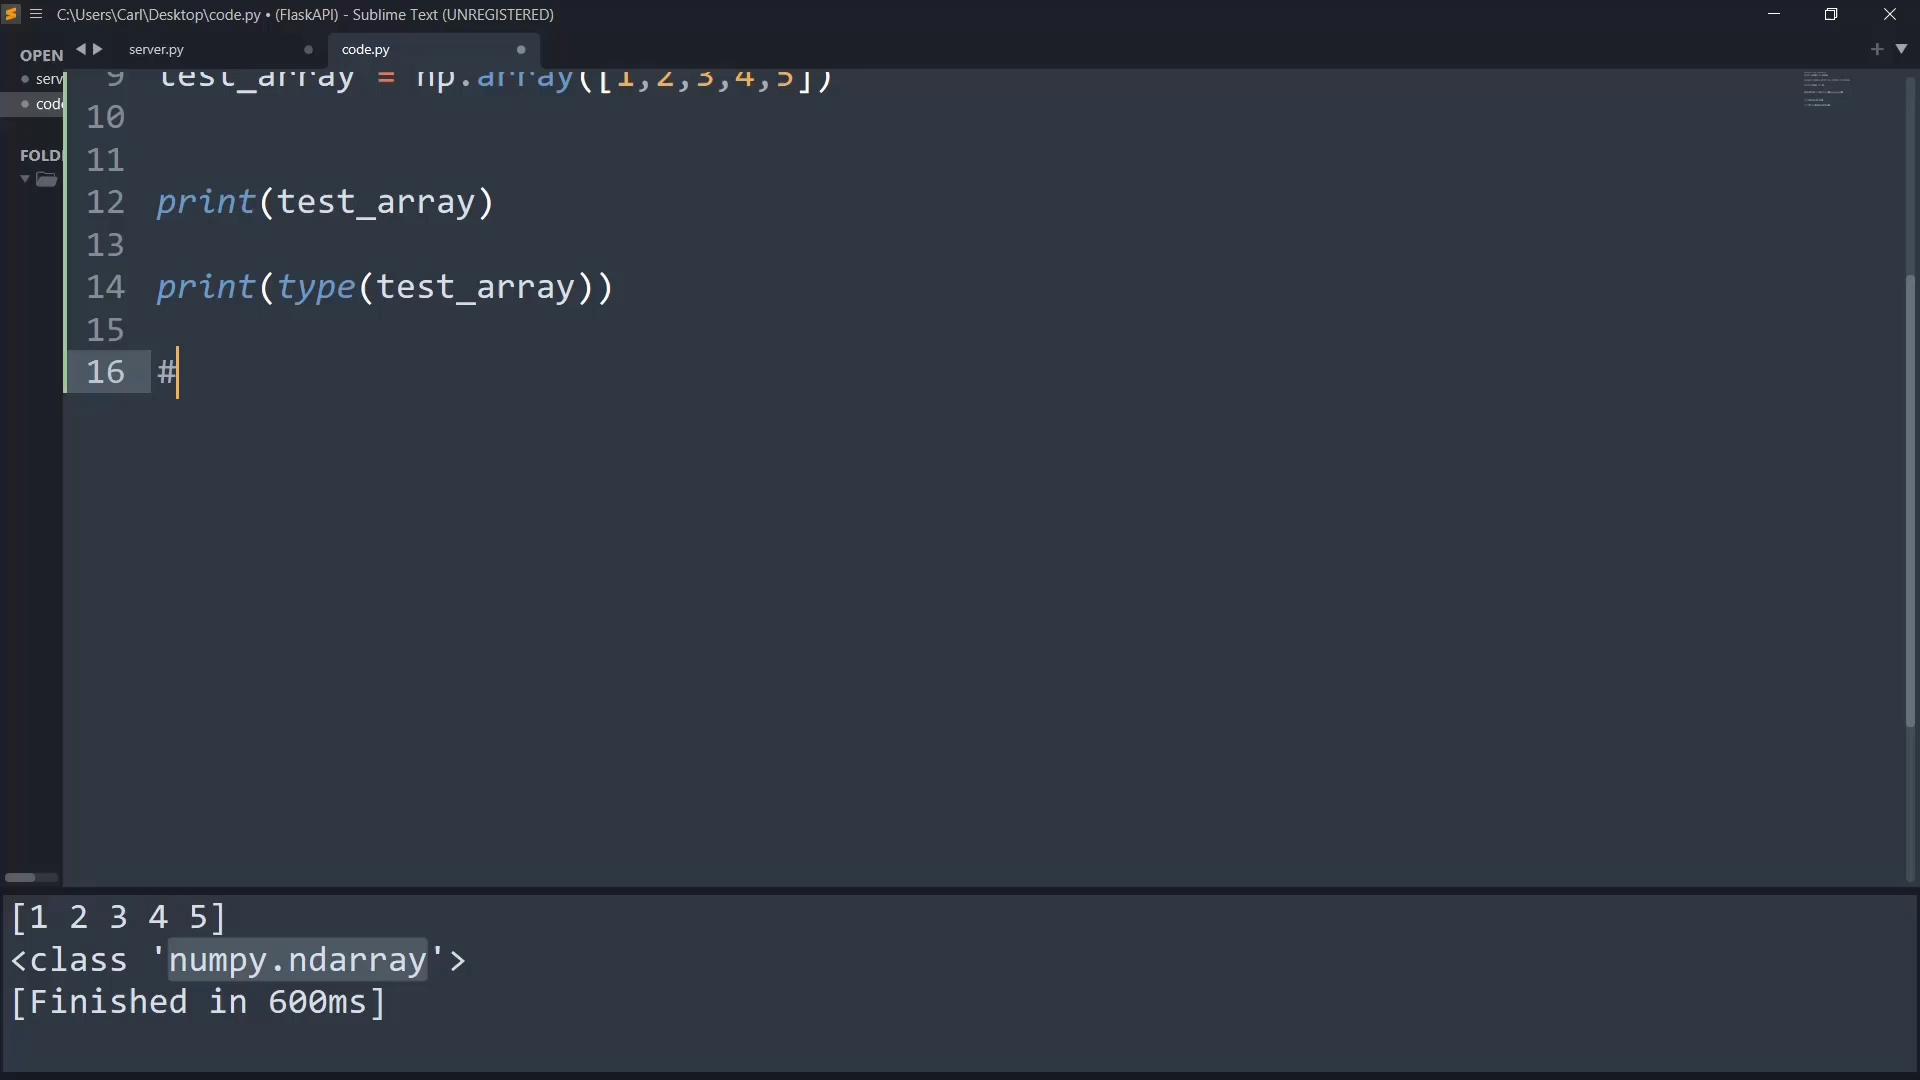 C:\Users\Carl\Desktop\code.py • (FlaskAPI) - Sublime Text (UNREGISTERED)
OPEN
server.py
code.py
serv
code
FOLD
9 test_array = np.array([1,2,3,4,5])
10
11
12 print(test_array)
13
14 print(type(test_array))
15
16 #
[1 2 3 4 5]
<class 'numpy.ndarray'>
[Finished in 600ms]